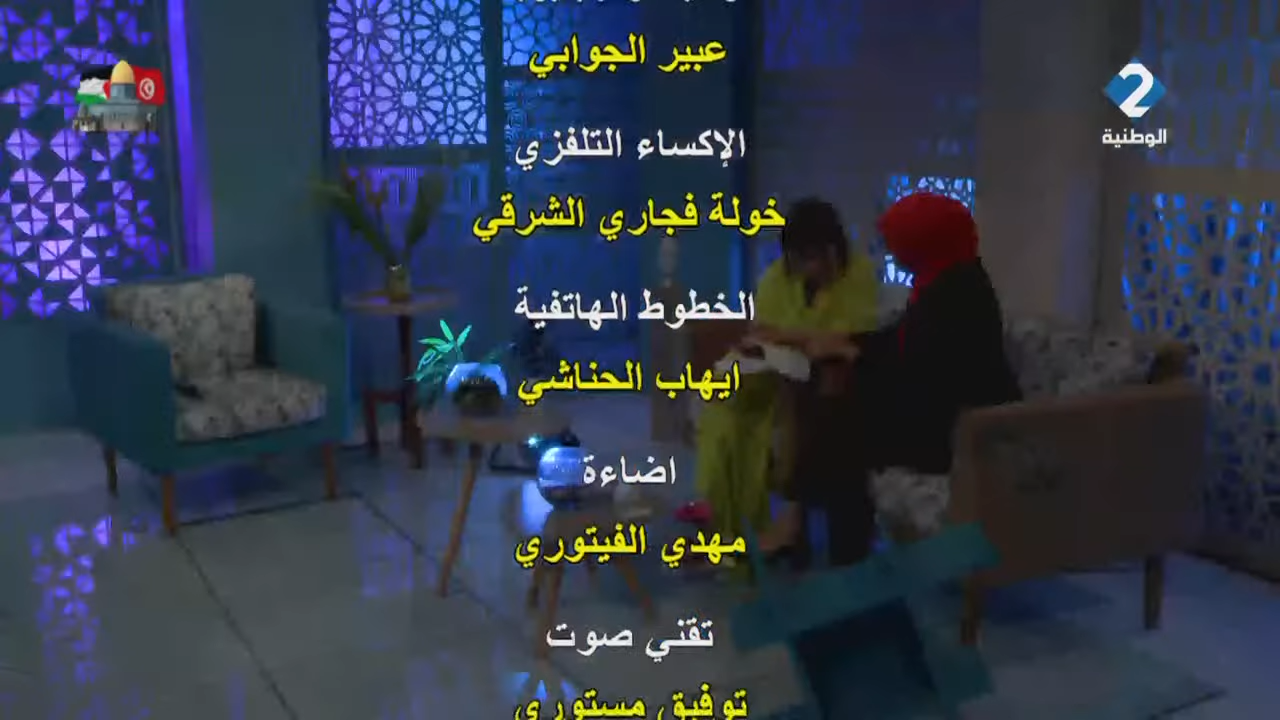 عبير الجوابي
2
الوطنية
الإكساء التلفزي
خولة فجاري الشرقي
الخطوط الهاتفية
ايهاب الحناشي
اضاءة
مهدي الفيتوري
تقني صوت
توفيق مستوري